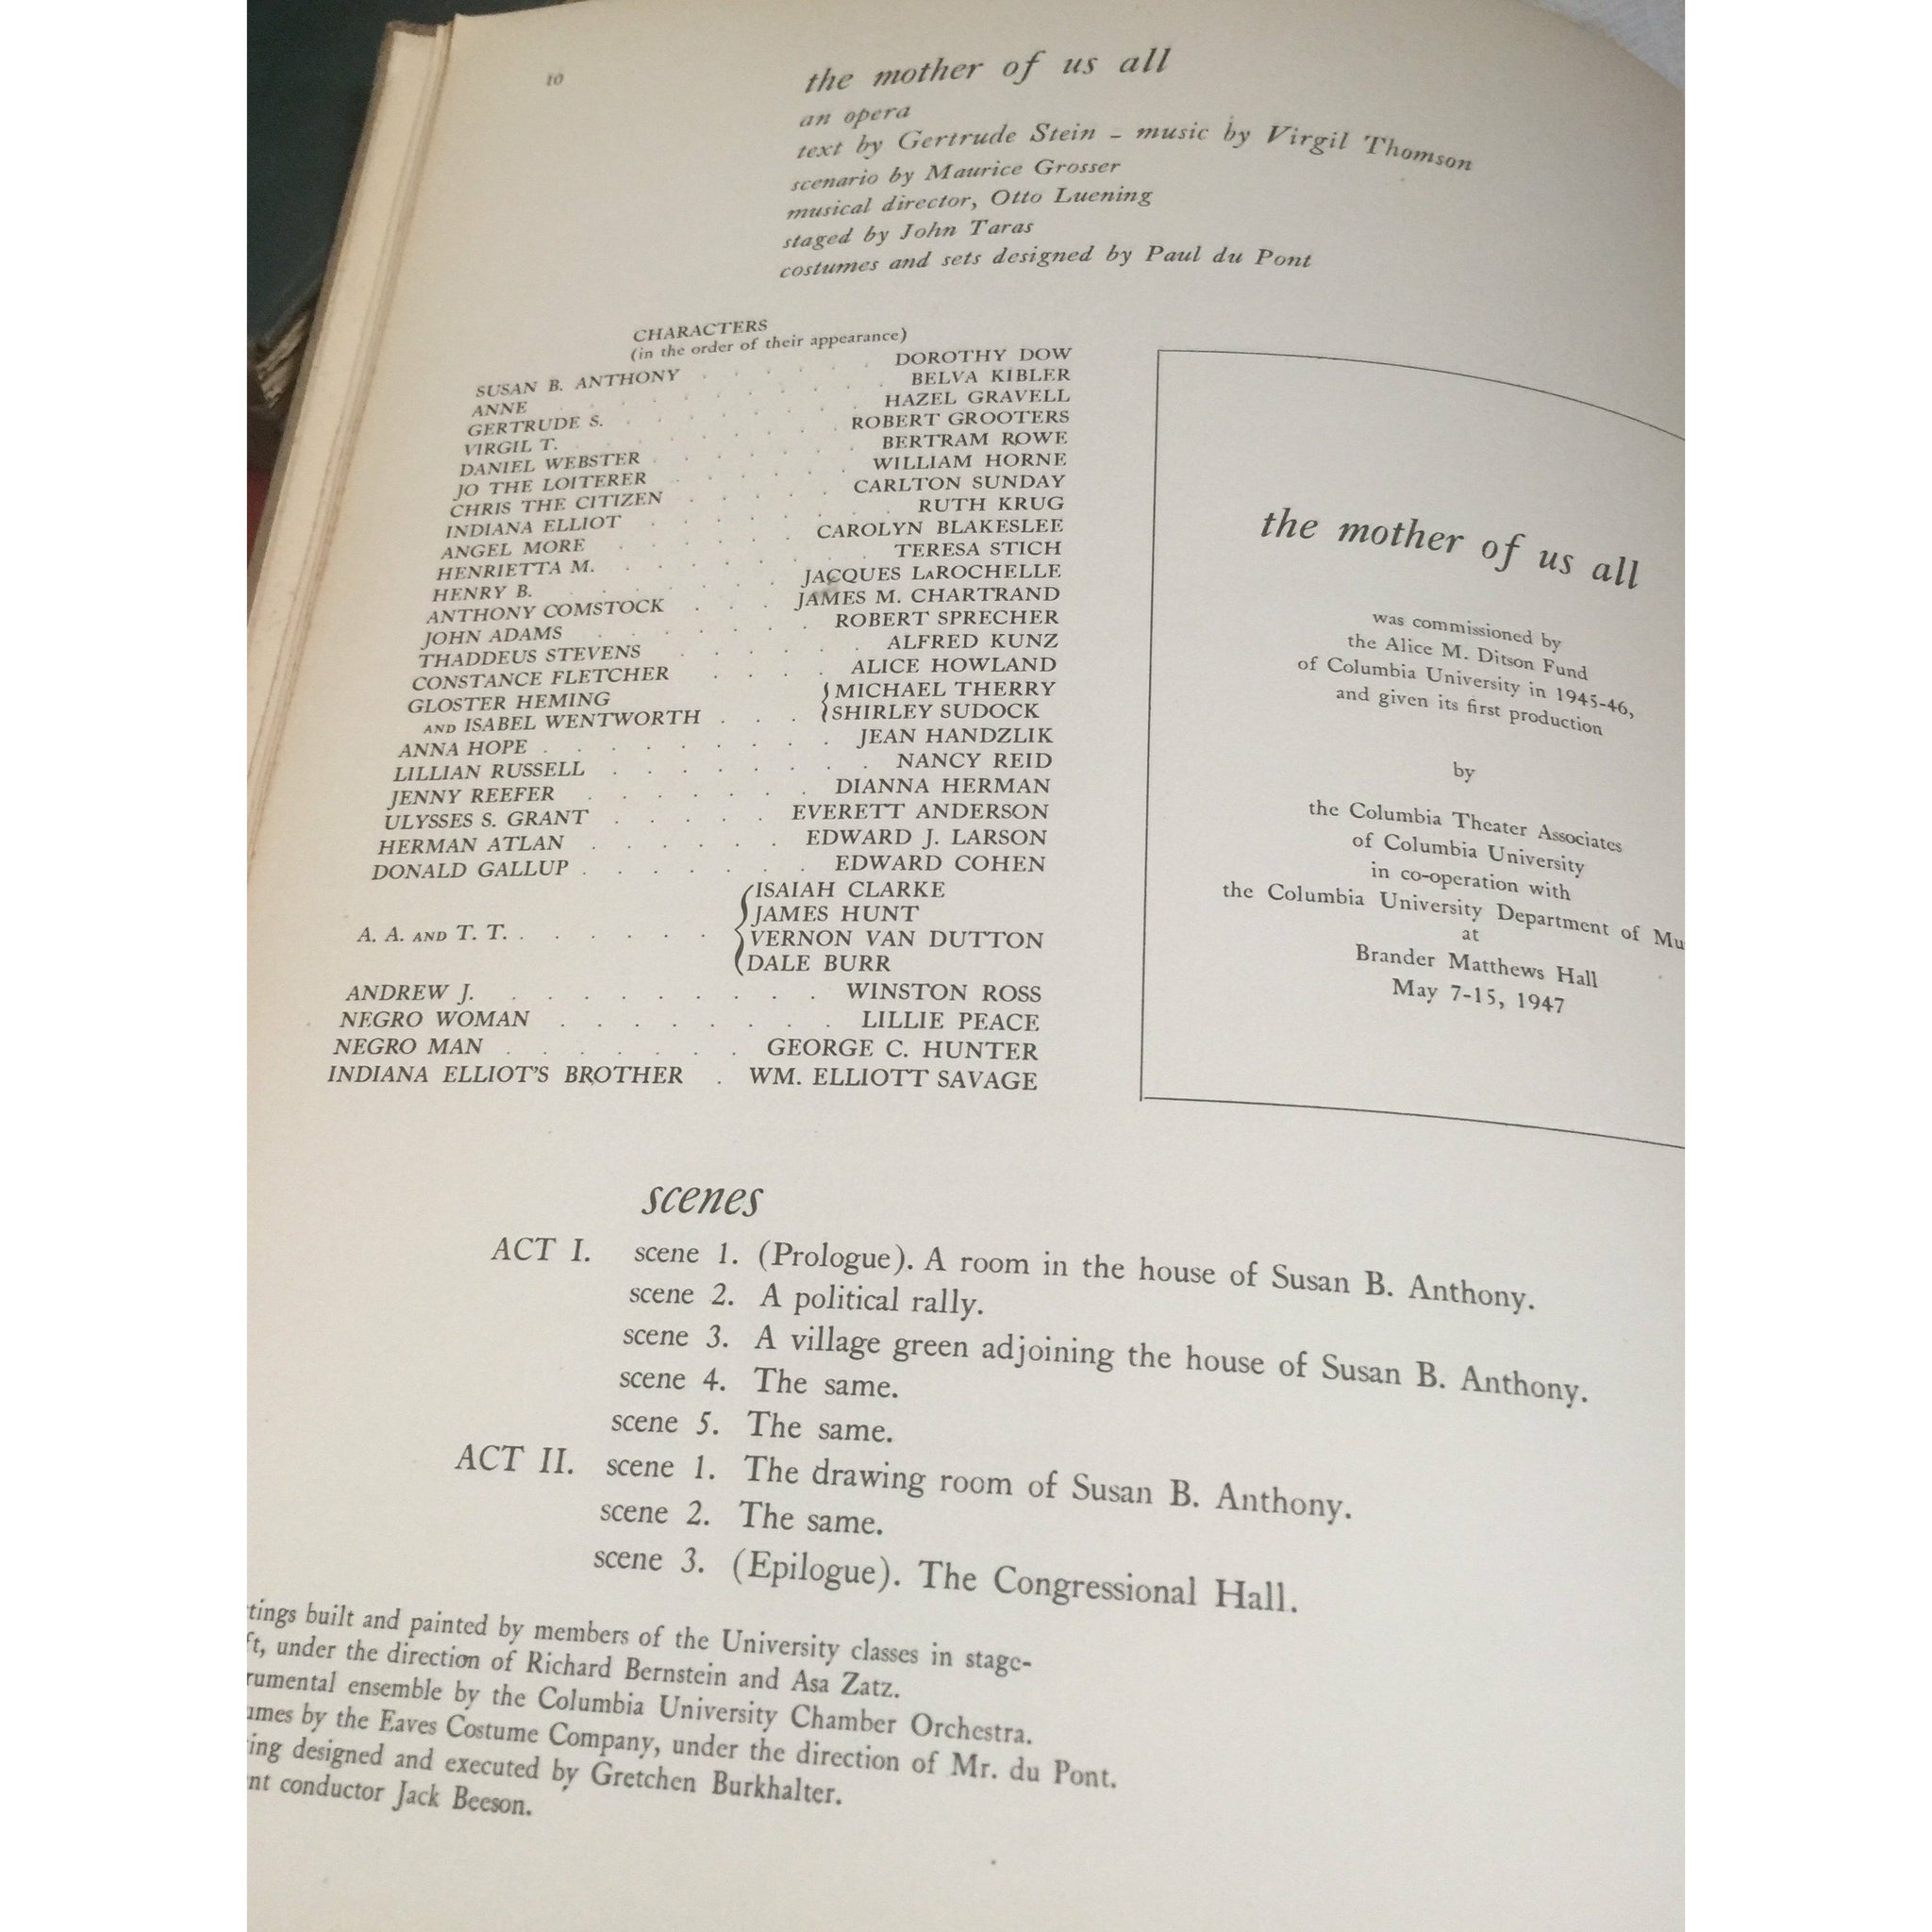 10
the mother of us all
an opera
text by Gertrude Stein – music by Virgil Thomson
scenario by Maurice Grosser
musical director, Otto Luening
staged by John Taras
costumes and sets designed by Paul du Pont
CHARACTERS
(in the order of their appearance)
SUSAN B. ANTHONY . . . . . . DOROTHY DOW
ANNE . . . . . . . . . BELVA KIBLER
GERTRUDE S. . . . . . . . HAZEL GRAVELL
VIRGIL T. . . . . . . . ROBERT GROOTERS
DANIEL WEBSTER . . . . . . BERTRAM ROWE
JO THE LOITERER . . . . . . WILLIAM HORNE
CHRIS THE CITIZEN . . . . . CARLTON SUNDAY
INDIANA ELLIOT . . . . . . . RUTH KRUG
ANGEL MORE . . . . . . CAROLYN BLAKESLEE
HENRIETTA M. . . . . . . . TERESA STICH
HENRY B. . . . . . . JACQUES LAROCHELLE
ANTHONY COMSTOCK . . . JAMES M. CHARTRAND
JOHN ADAMS . . . . . . ROBERT SPRECHER
THADDEUS STEVENS . . . . . ALFRED KUNZ
CONSTANCE FLETCHER . . . . ALICE HOWLAND
GLOSTER HEMING MICHAEL THERRY
AND ISABEL WENTWORTH . . . SHIRLEY SUDOCK
ANNA HOPE . . . . . . . . JEAN HANDZLIK
LILLIAN RUSSELL . . . . . . NANCY REID
JENNY REEFER . . . . . . DIANNA HERMAN
ULYSSES S. GRANT . . . . . EVERETT ANDERSON
HERMAN ATLAN . . . . . EDWARD J. LARSON
DONALD GALLUP . . . . . . EDWARD COHEN
ISAIAH CLARKE
JAMES HUNT
A. A. AND T. T. . . . . . . VERNON VAN DUTTON
DALE BURR
ANDREW J. . . . . . . . . . WINSTON ROSS
NEGRO WOMAN . . . . . . . . LILLIE PEACE
NEGRO MAN . . . . . . . GEORGE C. HUNTER
INDIANA ELLIOT'S BROTHER . WM. ELLIOTT SAVAGE
the mother of us all
was commissioned by
the Alice M. Ditson Fund
of Columbia University in 1945-46,
and given its first production
by
the Columbia Theater Associates
of Columbia University
in co-operation with
the Columbia University Department of Mu
at
Brander Matthews Hall
May 7-15, 1947
scenes
ACT I. scene 1. (Prologue). A room in the house of Susan B. Anthony.
scene 2. A political rally.
scene 3. A village green adjoining the house of Susan B. Anthony.
scene 4. The same.
scene 5. The same.
ACT II. scene 1. The drawing room of Susan B. Anthony.
scene 2. The same.
scene 3. (Epilogue). The Congressional Hall.
tings built and painted by members of the University classes in stage-
ft, under the direction of Richard Bernstein and Asa Zatz.
rumental ensemble by the Columbia University Chamber Orchestra.
umes by the Eaves Costume Company, under the direction of Mr. du Pont.
ing designed and executed by Gretchen Burkhalter.
nt conductor Jack Beeson.